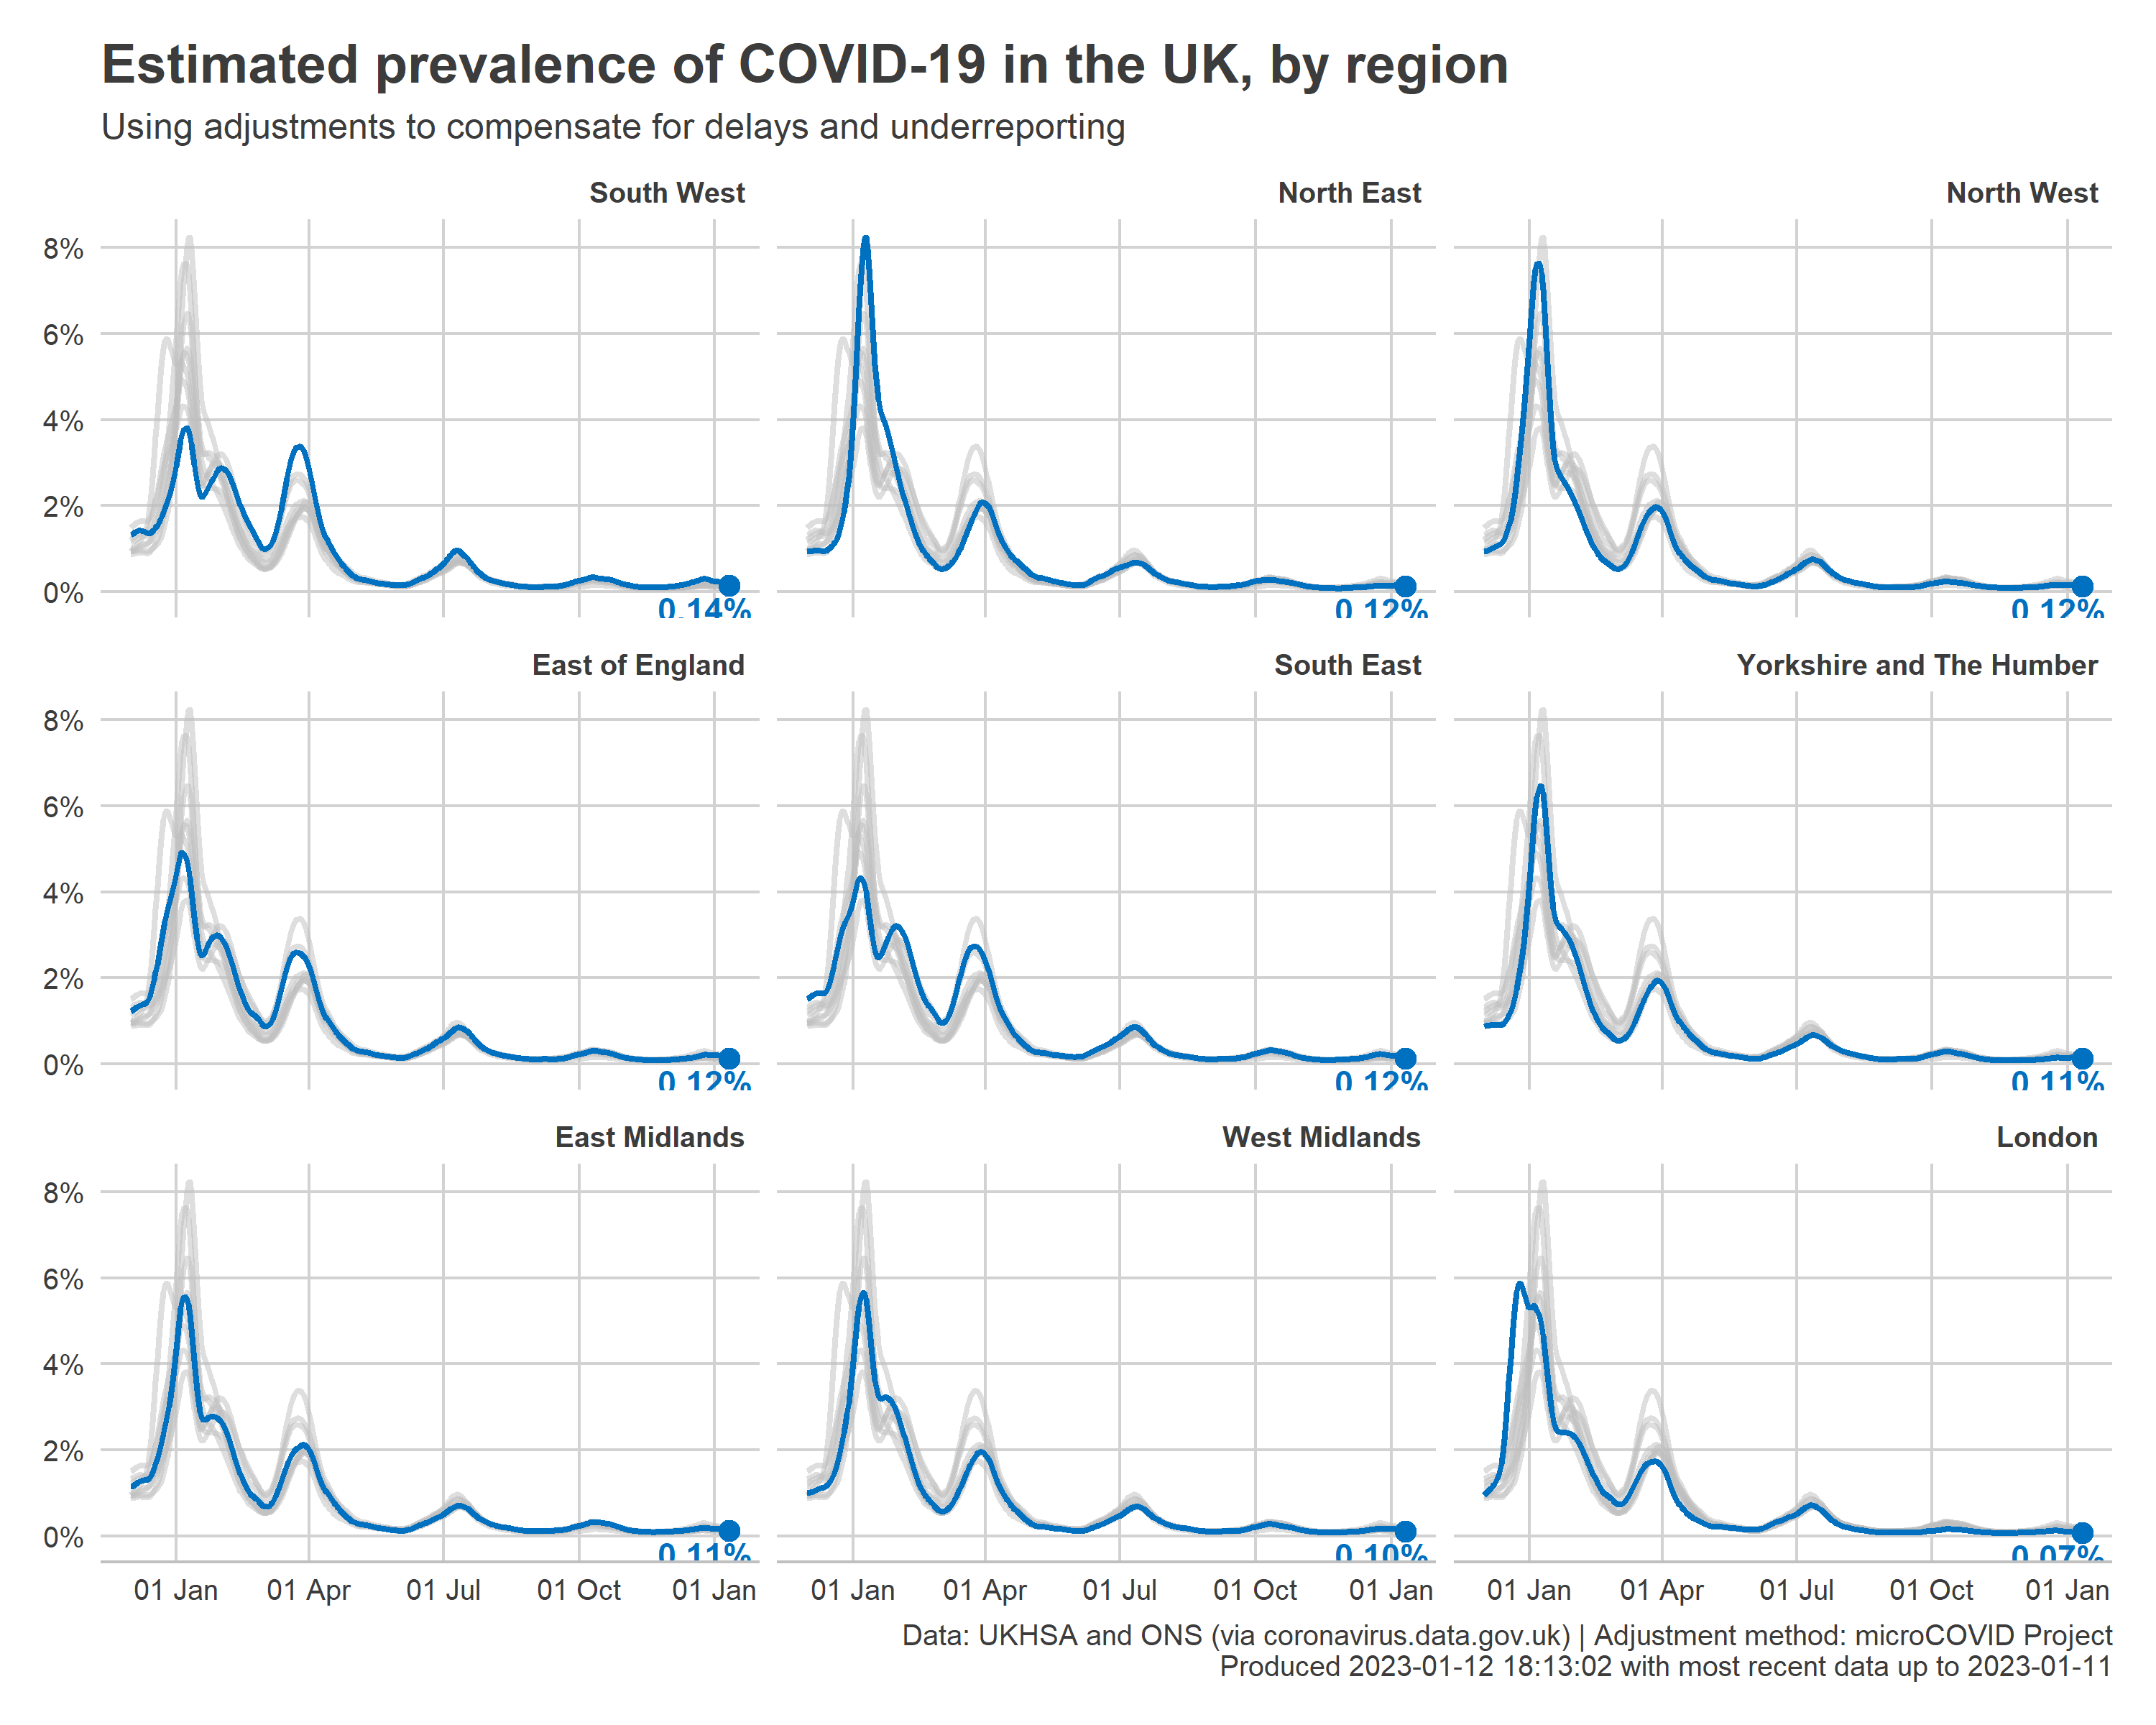 Estimated prevalence of COVID-19 in the UK, by region
Using adjustments to compensate for delays and underreporting
South West
North East
North West
8%
6%
4%
2%
0%
0.14%
0.12%
0.12%
East of England
South East
Yorkshire and The Humber
8%
6%
4%
2%
0%
0.12%
0.12%
0.11%
East Midlands
West Midlands
London
8%
6%
4%
2%
0%
0.11%
0.10%
0.07%
01 Jan 01 Apr 01 Jul 01 Oct 01 Jan
01 Jan 01 Apr 01 Jul 01 Oct 01 Jan
01 Jan 01 Apr 01 Jul 01 Oct 01 Jan
Data: UKHSA and ONS (via coronavirus.data.gov.uk) | Adjustment method: microCOVID Project
Produced 2023-01-12 18:13:02 with most recent data up to 2023-01-11